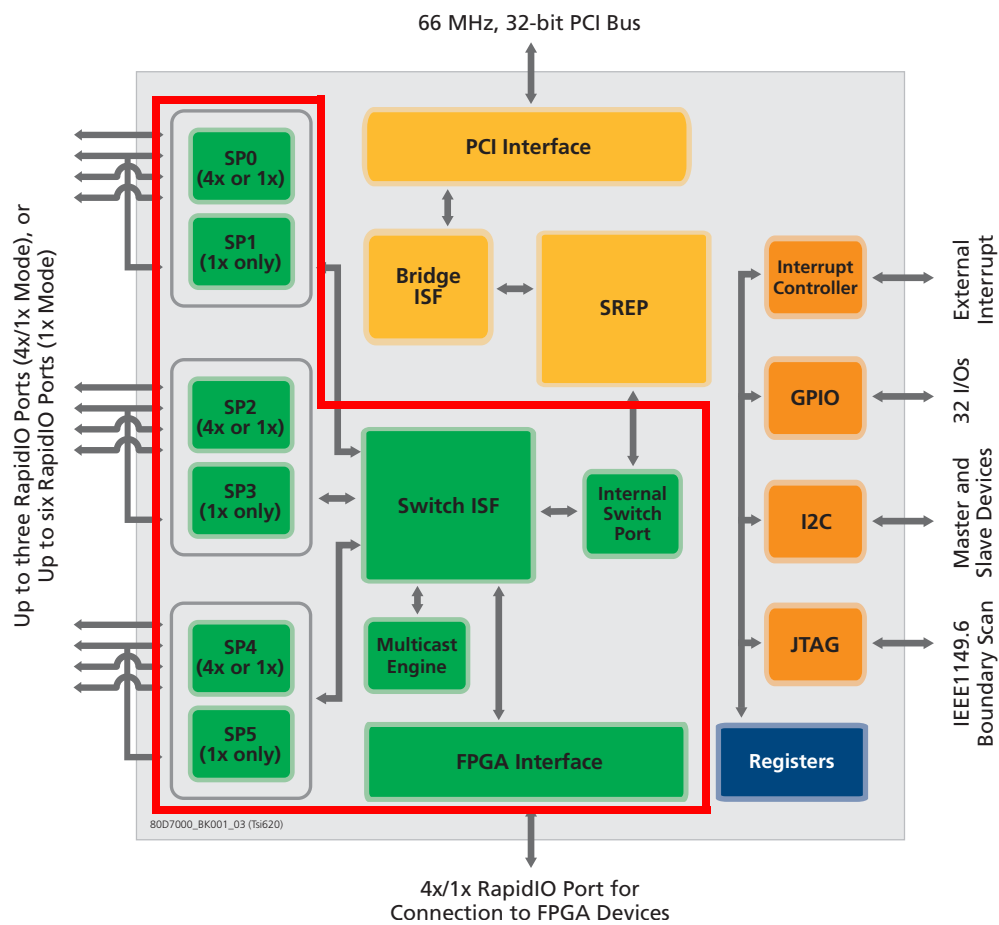 66 MHz, 32-bit PCI Bus
Up to three RapidIO Ports (4x/1x Mode), or
Up to six RapidIO Ports (1x Mode)
SP0
(4x or 1x)
SP1
(1x only)
SP2
(4x or 1x)
SP3
(1x only)
SP4
(4x or 1x)
SP5
(1x only)
PCI Interface
Bridge
ISF
SREP
Switch ISF
Internal
Switch
Port
Multicast
Engine
FPGA Interface
Interrupt
Controller
GPIO
I2C
JTAG
Registers
External
Interrupt
32 I/Os
Master and
Slave Devices
IEEE1149.6
Boundary Scan
80D7000_BK001_03 (Tsi620)
4x/1x RapidIO Port for
Connection to FPGA Devices